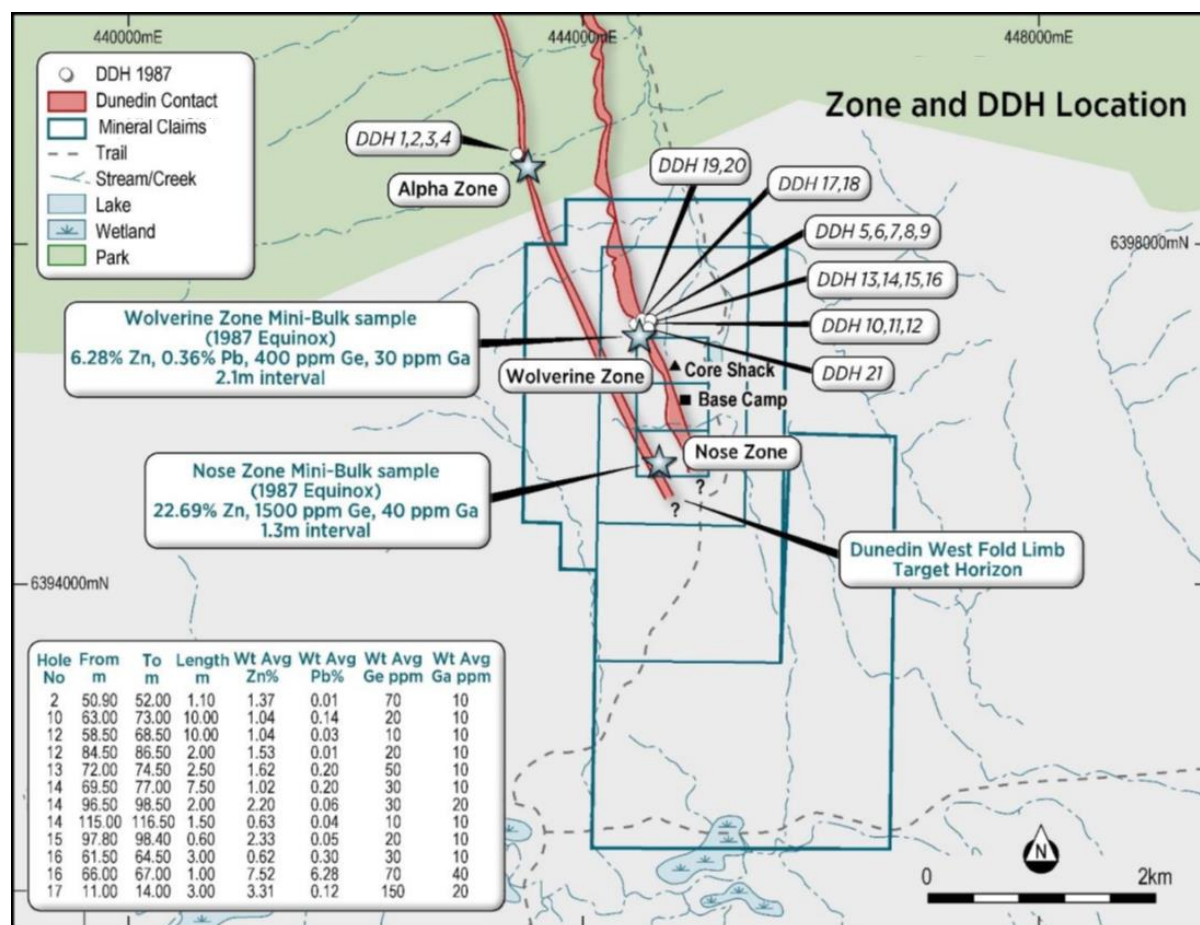 440000mE
444000mE
448000mE
DDH 1987
Dunedin Contact
Mineral Claims
Trail
Stream/Creek
Lake
Wetland
Park
Zone and DDH Location
DDH 1,2,3,4
Alpha Zone
DDH 19,20
DDH 17,18
DDH 5,6,7,8,9
6398000mN
DDH 13,14,15,16
DDH 10,11,12
DDH 21
Wolverine Zone Mini-Bulk sample
(1987 Equinox)
6.28% Zn, 0.36% Pb, 400 ppm Ge, 30 ppm Ga
2.1m interval
Wolverine Zone
Core Shack
Base Camp
Nose Zone
Nose Zone Mini-Bulk sample
(1987 Equinox)
22.69% Zn, 1500 ppm Ge, 40 ppm Ga
1.3m interval
?
?
Dunedin West Fold Limb
Target Horizon
6394000mN
Hole From To Length Wt Avg Wt Avg Wt Avg Wt Avg
No m m m Zn% Pb% Ge ppm Ga ppm
2 50.90 52.00 1.10 1.37 0.01 70 10
10 63.00 73.00 10.00 1.04 0.14 20 10
12 58.50 68.50 10.00 1.04 0.03 10 10
12 84.50 86.50 2.00 1.53 0.01 20 10
13 72.00 74.50 2.50 1.62 0.20 50 10
14 69.50 77.00 7.50 1.02 0.20 30 10
14 96.50 98.50 2.00 2.20 0.06 30 20
14 115.00 116.50 1.50 0.63 0.04 10 10
15 97.80 98.40 0.60 2.33 0.05 20 10
16 61.50 64.50 3.00 0.62 0.30 30 10
16 66.00 67.00 1.00 7.52 6.28 70 40
17 11.00 14.00 3.00 3.31 0.12 150 20
N
0 2km